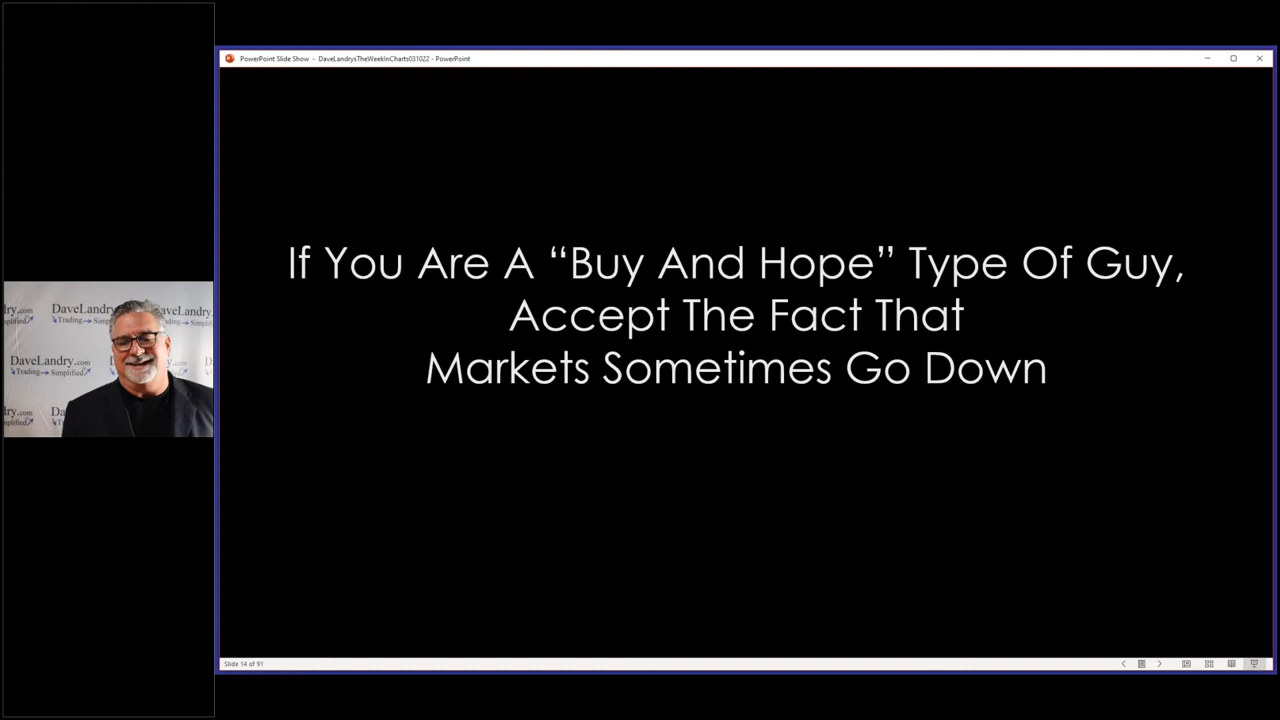 PowerPoint Slide Show - DaveLandrysTheWeekInCharts031022 - PowerPoint
If You Are A “Buy And Hope” Type Of Guy,
Accept The Fact That
Markets Sometimes Go Down
DaveLandry.com
Trading Simplified
Slide 14 of 91